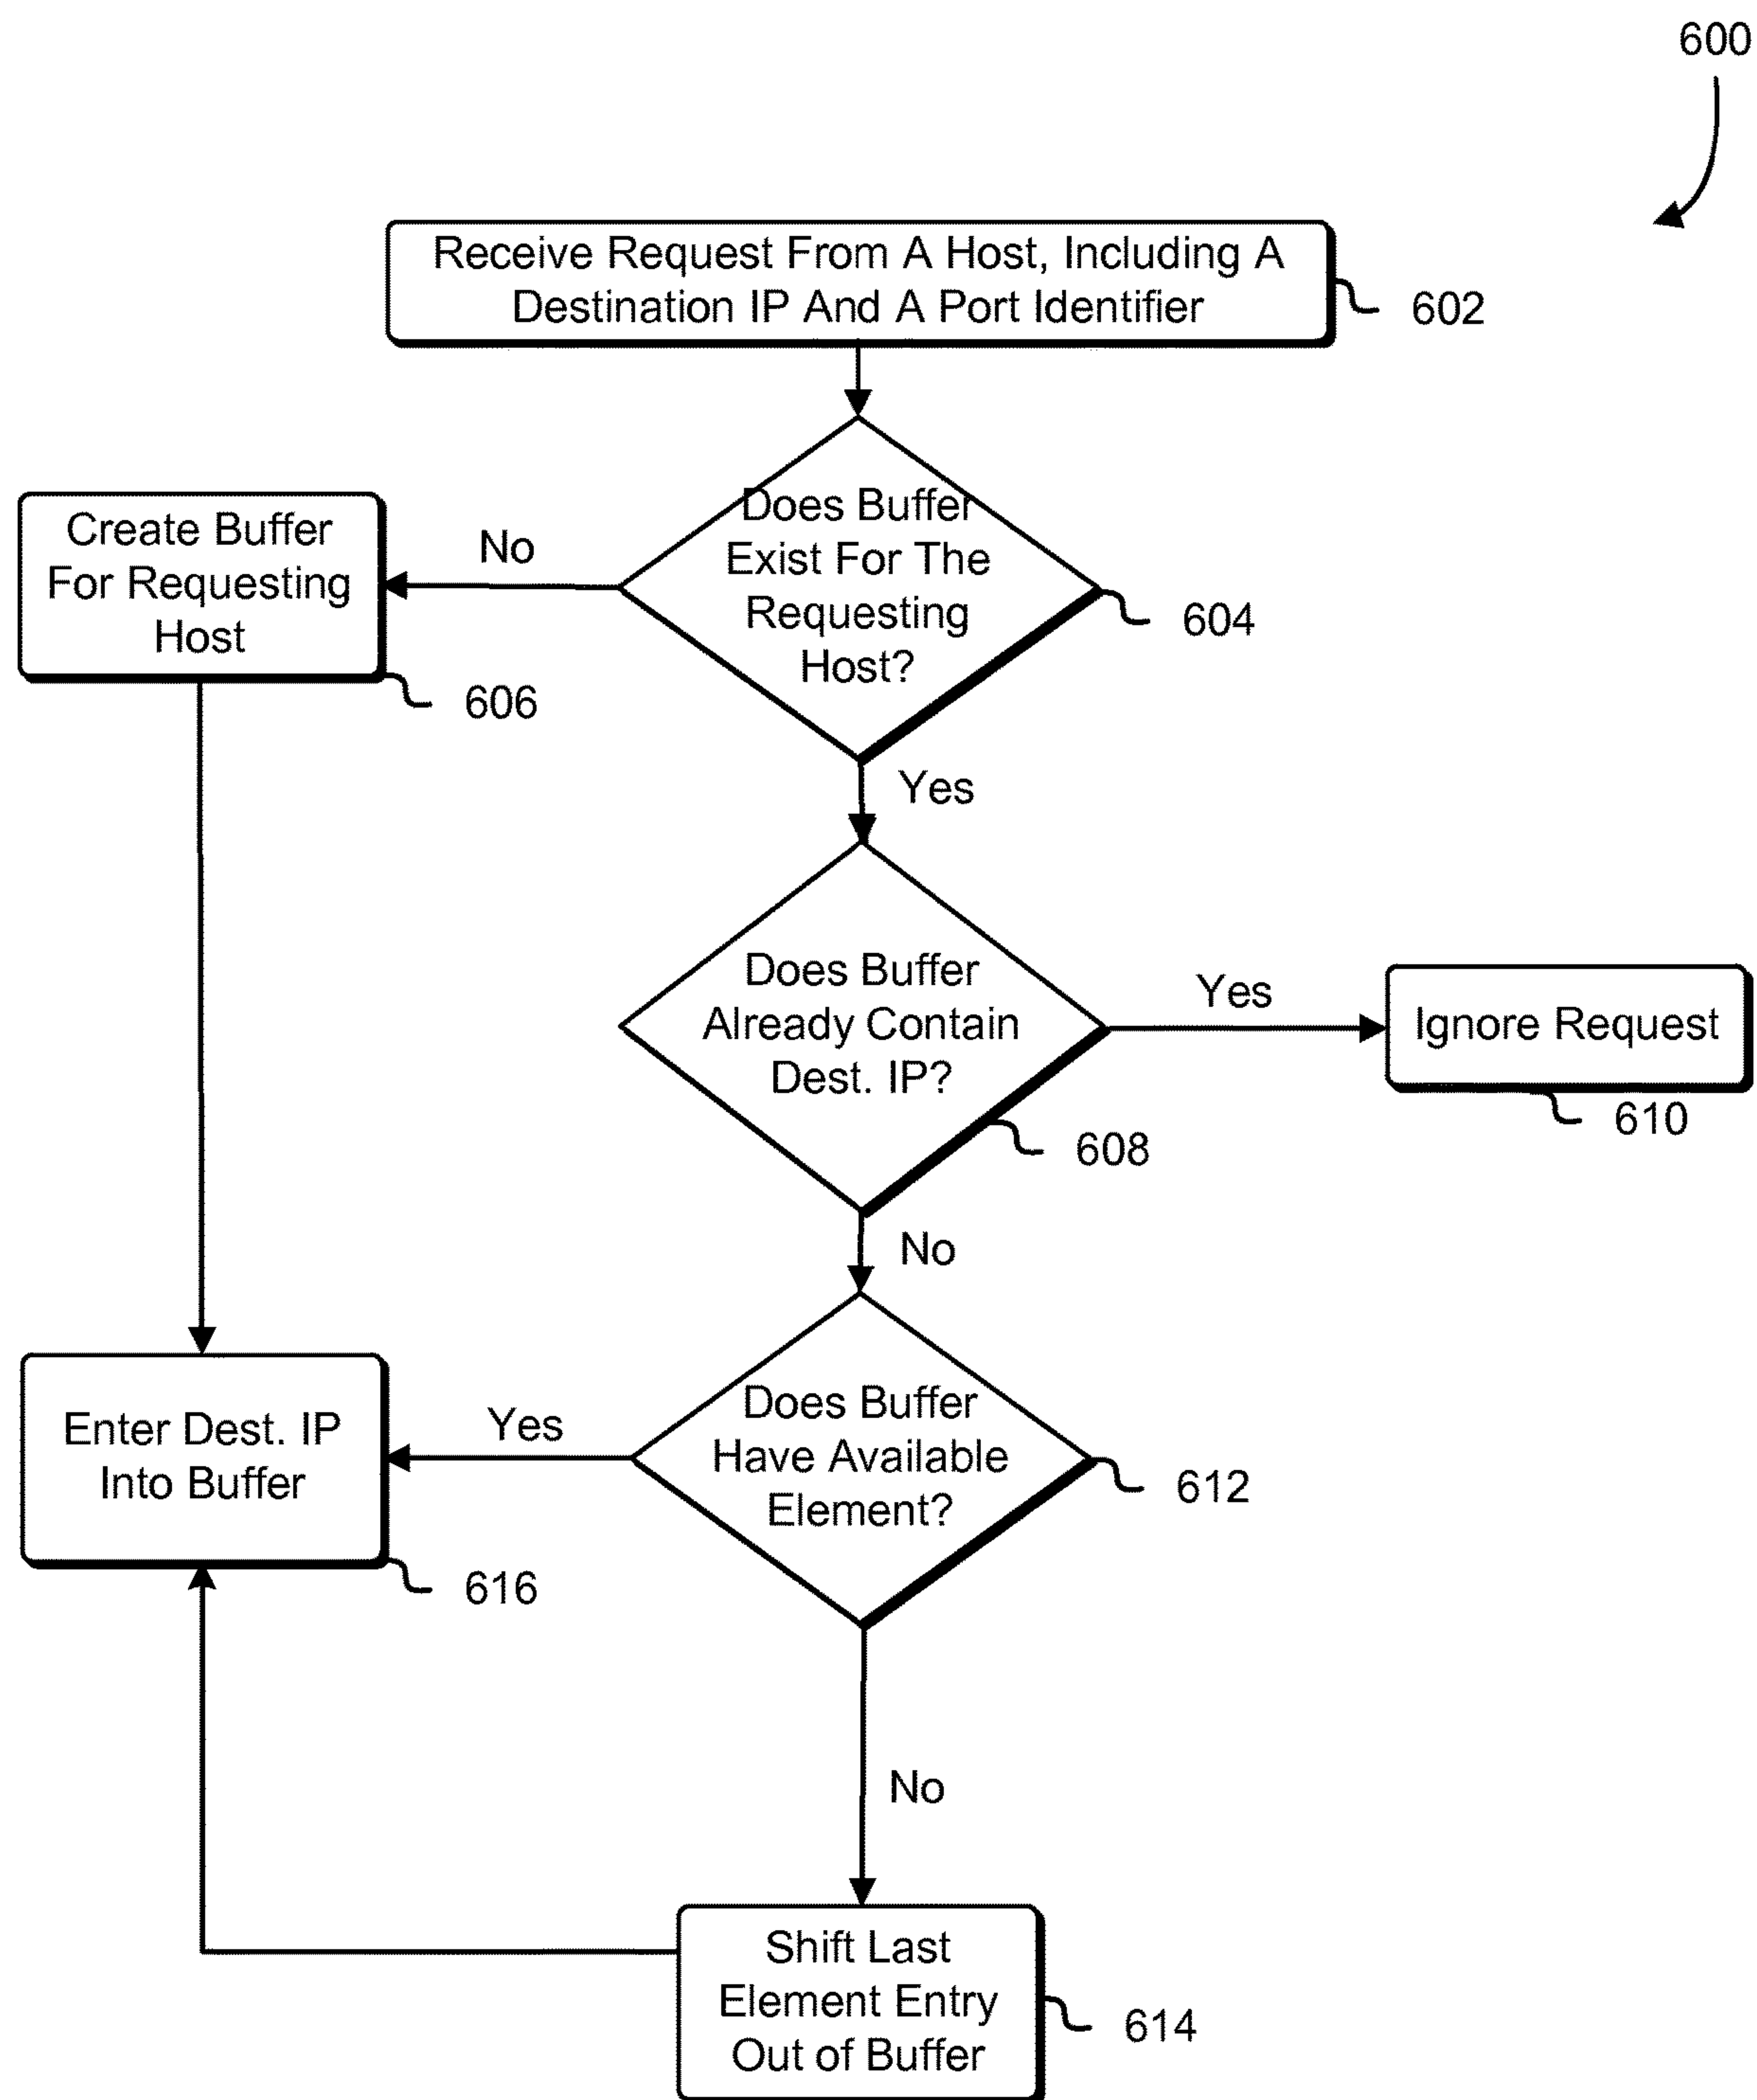 600
Receive Request From A Host, Including A
Destination IP And A Port Identifier
602
Does Buffer
Exist For The
Requesting
Host?
604
No
Create Buffer
For Requesting
Host
606
Yes
Does Buffer
Already Contain
Dest. IP?
608
Yes
Ignore Request
610
No
Does Buffer
Have Available
Element?
612
Yes
Enter Dest. IP
Into Buffer
616
No
Shift Last
Element Entry
Out of Buffer
614